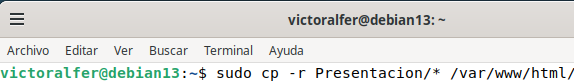 victoralfer@debian13: ~
Archivo Editar Ver Buscar Terminal Ayuda
victoralfer@debian13:~$ sudo cp -r Presentacion/* /var/www/html/